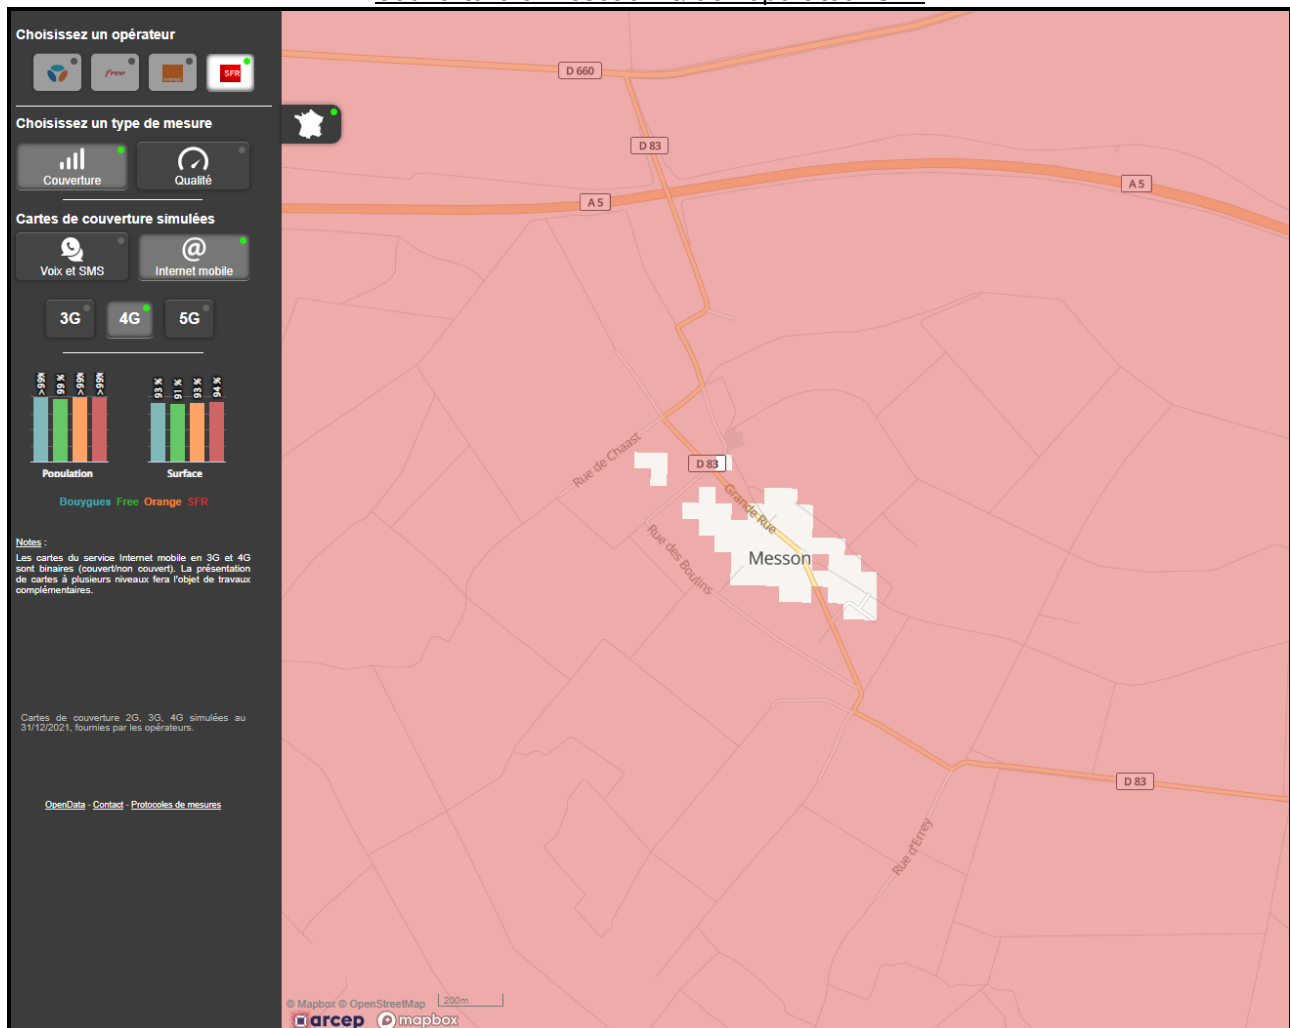 Choisissez un opérateur
free
orange
SFR
Choisissez un type de mesure
Couverture
Qualité
Cartes de couverture simulées
Voix et SMS
@
Internet mobile
3G
4G
5G
>99%
99 %
>99%
>99%
93 %
91 %
93 %
94 %
Population
Surface
Bouygues Free Orange SFR
Notes :
Les cartes du service Internet mobile en 3G et 4G
sont binaires (couvert/non couvert). La présentation
de cartes à plusieurs niveaux fera l'objet de travaux
complémentaires.
Cartes de couverture 2G, 3G, 4G simulées au
31/12/2021, fournies par les opérateurs.
OpenData - Contact - Protocoles de mesures
D 660
D 83
A 5
A 5
Rue de Chaast
D 83
Grande Rue
Rue des Boulins
Messon
D 83
Rue d'Errey
© Mapbox © OpenStreetMap
200m
arcep
mapbox